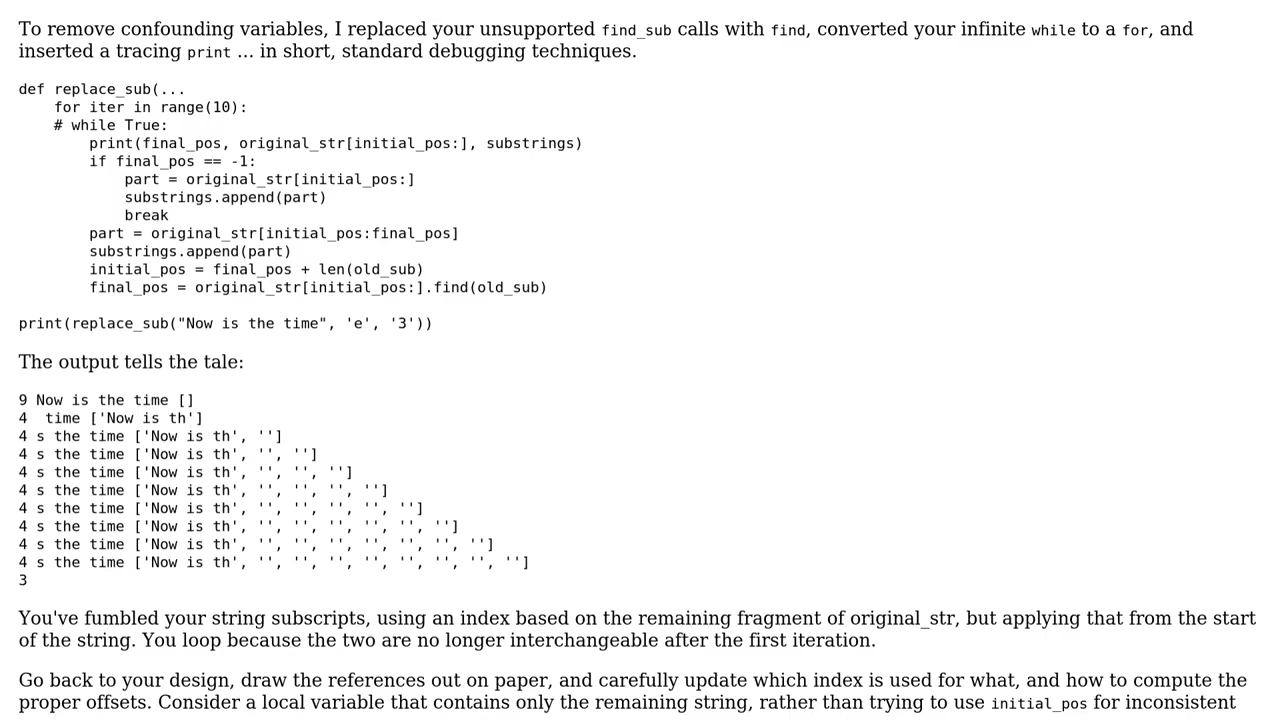 To remove confounding variables, I replaced your unsupported find_sub calls with find, converted your infinite while to a for, and
inserted a tracing print ... in short, standard debugging techniques.
def replace_sub(...
    for iter in range(10):
    # while True:
        print(final_pos, original_str[initial_pos:], substrings)
        if final_pos == -1:
            part = original_str[initial_pos:]
            substrings.append(part)
            break
        part = original_str[initial_pos:final_pos]
        substrings.append(part)
        initial_pos = final_pos + len(old_sub)
        final_pos = original_str[initial_pos:].find(old_sub)
print(replace_sub("Now is the time", 'e', '3'))
The output tells the tale:
9 Now is the time []
4  time ['Now is th']
4 s the time ['Now is th', '']
4 s the time ['Now is th', '', '']
4 s the time ['Now is th', '', '', '']
4 s the time ['Now is th', '', '', '', '']
4 s the time ['Now is th', '', '', '', '', '']
4 s the time ['Now is th', '', '', '', '', '', '']
4 s the time ['Now is th', '', '', '', '', '', '', '']
4 s the time ['Now is th', '', '', '', '', '', '', '', '']
3
You've fumbled your string subscripts, using an index based on the remaining fragment of original_str, but applying that from the start
of the string. You loop because the two are no longer interchangeable after the first iteration.
Go back to your design, draw the references out on paper, and carefully update which index is used for what, and how to compute the
proper offsets. Consider a local variable that contains only the remaining string, rather than trying to use initial_pos for inconsistent